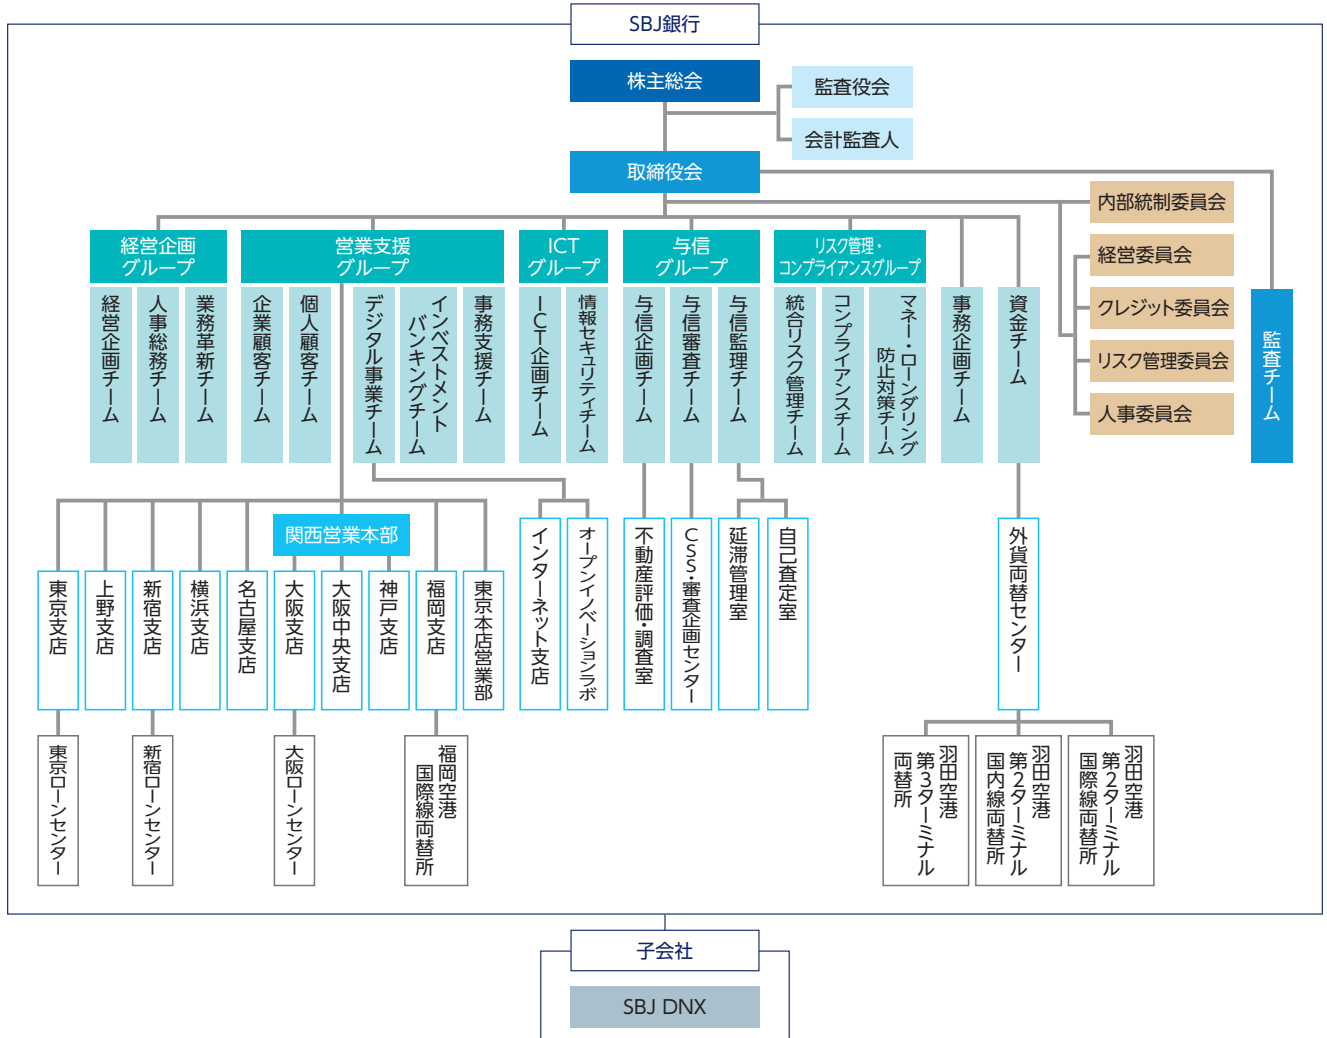 SBJ銀行
株主総会
監査役会
会計監査人
取締役会
内部統制委員会
経営委員会
クレジット委員会
リスク管理委員会
人事委員会
監査チーム
経営企画
グループ
営業支援
グループ
ICT
グループ
与信
グループ
リスク管理・
コンプライアンスグループ
経営企画チーム
人事総務チーム
業務革新チーム
企業顧客チーム
個人顧客チーム
デジタル事業チーム
インベストメント
バンキングチーム
事務支援チーム
ICT企画チーム
情報セキュリティチーム
与信企画チーム
与信審査チーム
与信監理チーム
統合リスク管理チーム
コンプライアンスチーム
マネー・ローンダリング
防止対策チーム
事務企画チーム
資金チーム
関西営業本部
東京支店
上野支店
新宿支店
横浜支店
名古屋支店
大阪支店
大阪中央支店
神戸支店
福岡支店
東京本店営業部
インターネット支店
オープンイノベーションラボ
不動産評価・調査室
CSS・審査企画センター
延滞管理室
自己査定室
外貨両替センター
東京ローンセンター
新宿ローンセンター
大阪ローンセンター
福岡空港
国際線両替所
羽田空港
第3ターミナル
両替所
羽田空港
第2ターミナル
国内線両替所
羽田空港
第2ターミナル
国際線両替所
子会社
SBJ DNX